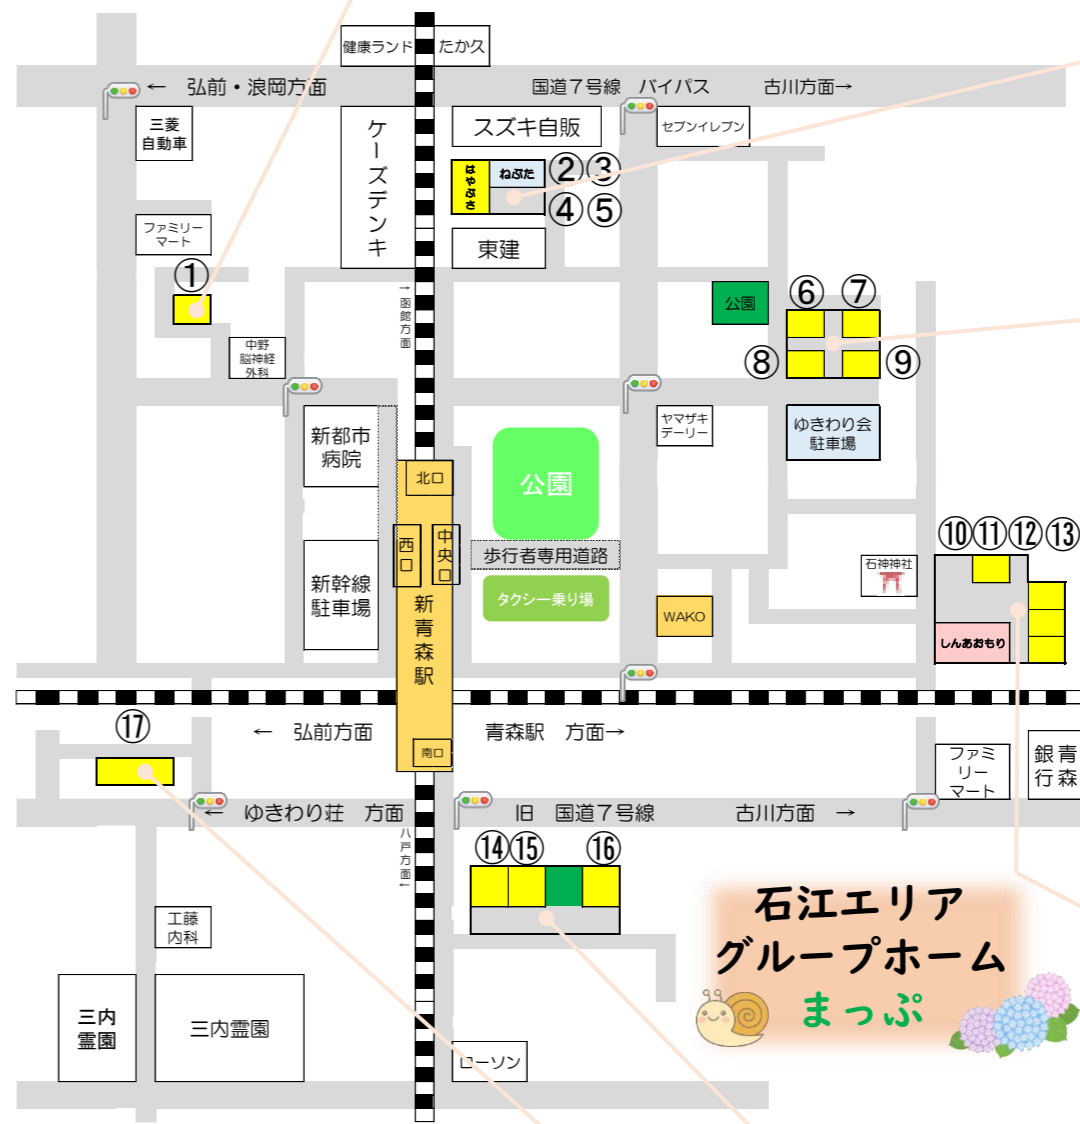 健康ランド
たか久
← 弘前・浪岡方面
国道7号線 バイパス
古川方面→
三菱
自動車
ケーズデンキ
スズキ自販
セブンイレブン
はやぶさ
ねぶた
②③
④⑤
東建
ファミリー
マート
①
→函館方面
公園
⑥
⑦
⑧
⑨
中野
脳神経
外科
新都市
病院
ヤマザキ
デーリー
ゆきわり会
駐車場
北口
公園
西口
中央口
歩行者専用道路
石神神社
⑩⑪⑫⑬
新幹線
駐車場
タクシー乗り場
新青森駅
WAKO
しんあおもり
⑰
← 弘前方面
青森駅 方面→
南口
ファミ
リー
マート
青森
銀行
← ゆきわり荘 方面
旧 国道7号線
古川方面 →
八戸方面←
⑭⑮
⑯
工藤
内科
石江エリア
グループホーム
まっぷ
三内
霊園
三内霊園
ローソン